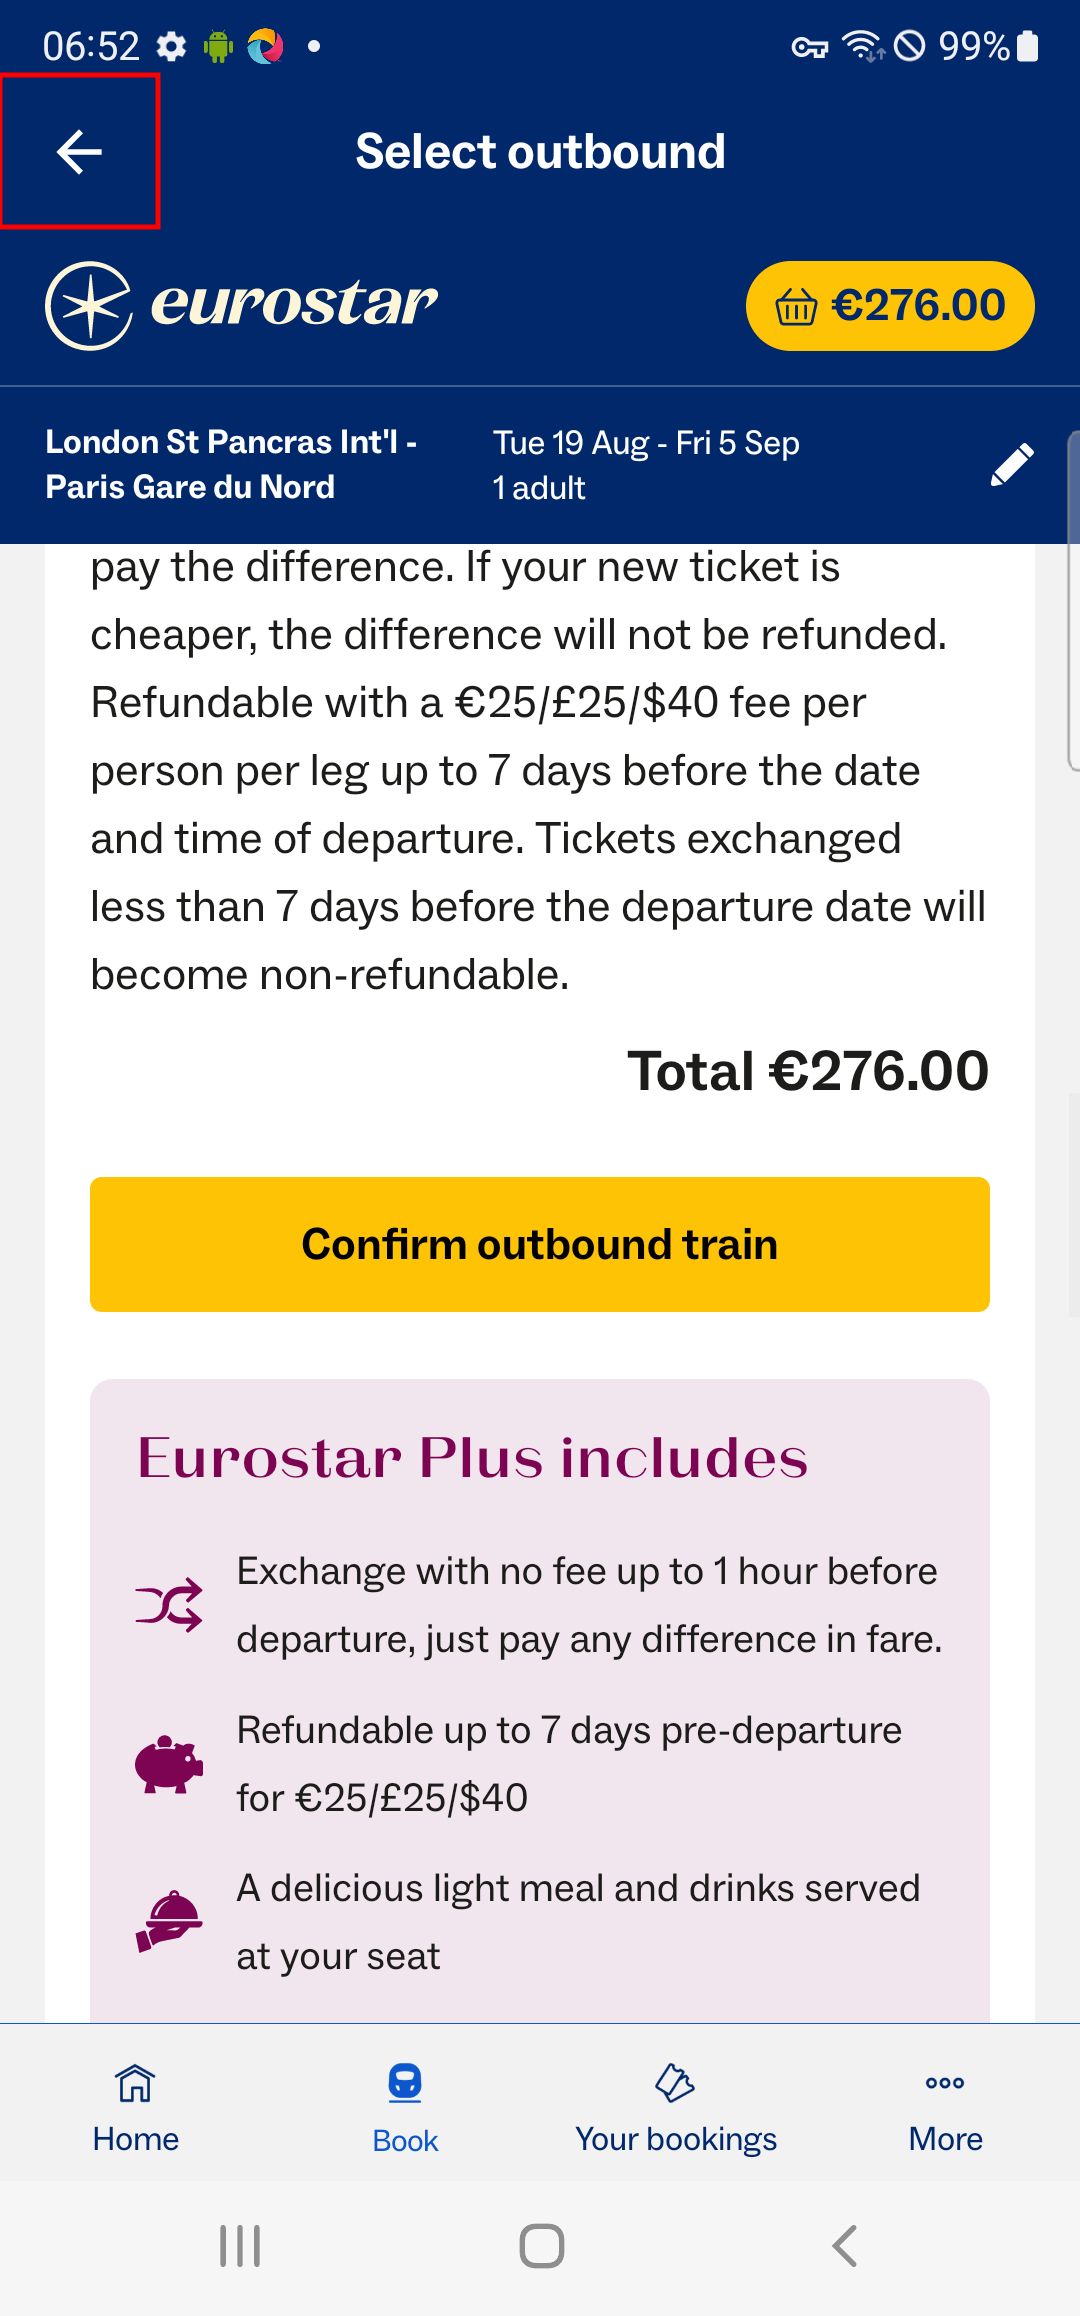 06:52
99%
Select outbound
eurostar
€276.00
London St Pancras Int'l -
Paris Gare du Nord
Tue 19 Aug - Fri 5 Sep
1 adult
pay the difference. If your new ticket is
cheaper, the difference will not be refunded.
Refundable with a €25/£25/$40 fee per
person per leg up to 7 days before the date
and time of departure. Tickets exchanged
less than 7 days before the departure date will
become non-refundable.
Total €276.00
Confirm outbound train
Eurostar Plus includes
Exchange with no fee up to 1 hour before
departure, just pay any difference in fare.
Refundable up to 7 days pre-departure
for €25/£25/$40
A delicious light meal and drinks served
at your seat
Home
Book
Your bookings
More